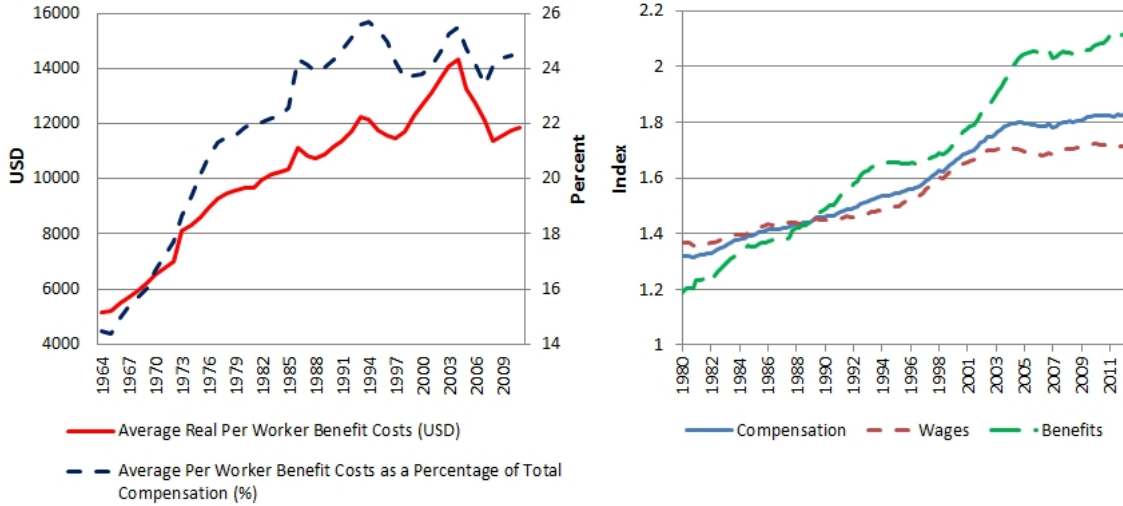 16000
14000
12000
10000
8000
6000
4000
USD
26
24
22
20
18
16
14
Percent
1964 1967 1970 1973 1976 1979 1982 1985 1988 1991 1994 1997 2000 2003 2006 2009
Average Real Per Worker Benefit Costs (USD)
Average Per Worker Benefit Costs as a Percentage of Total
Compensation (%)
2.2
2
1.8
1.6
1.4
1.2
1
Index
1980 1982 1984 1986 1988 1990 1992 1994 1996 1998 1999 2001 2003 2005 2007 2009 2011
Compensation Wages Benefits